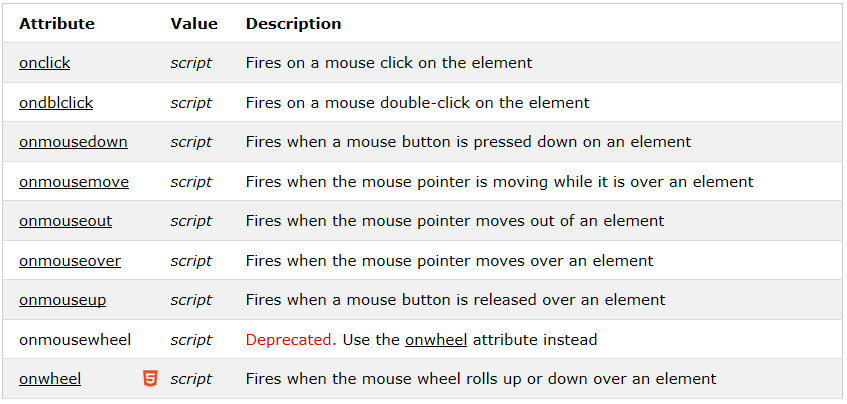 Attribute Value Description
onclick script Fires on a mouse click on the element
ondblclick script Fires on a mouse double-click on the element
onmousedown script Fires when a mouse button is pressed down on an element
onmousemove script Fires when the mouse pointer is moving while it is over an element
onmouseout script Fires when the mouse pointer moves out of an element
onmouseover script Fires when the mouse pointer moves over an element
onmouseup script Fires when a mouse button is released over an element
onmousewheel script Deprecated. Use the onwheel attribute instead
onwheel 5 script Fires when the mouse wheel rolls up or down over an element